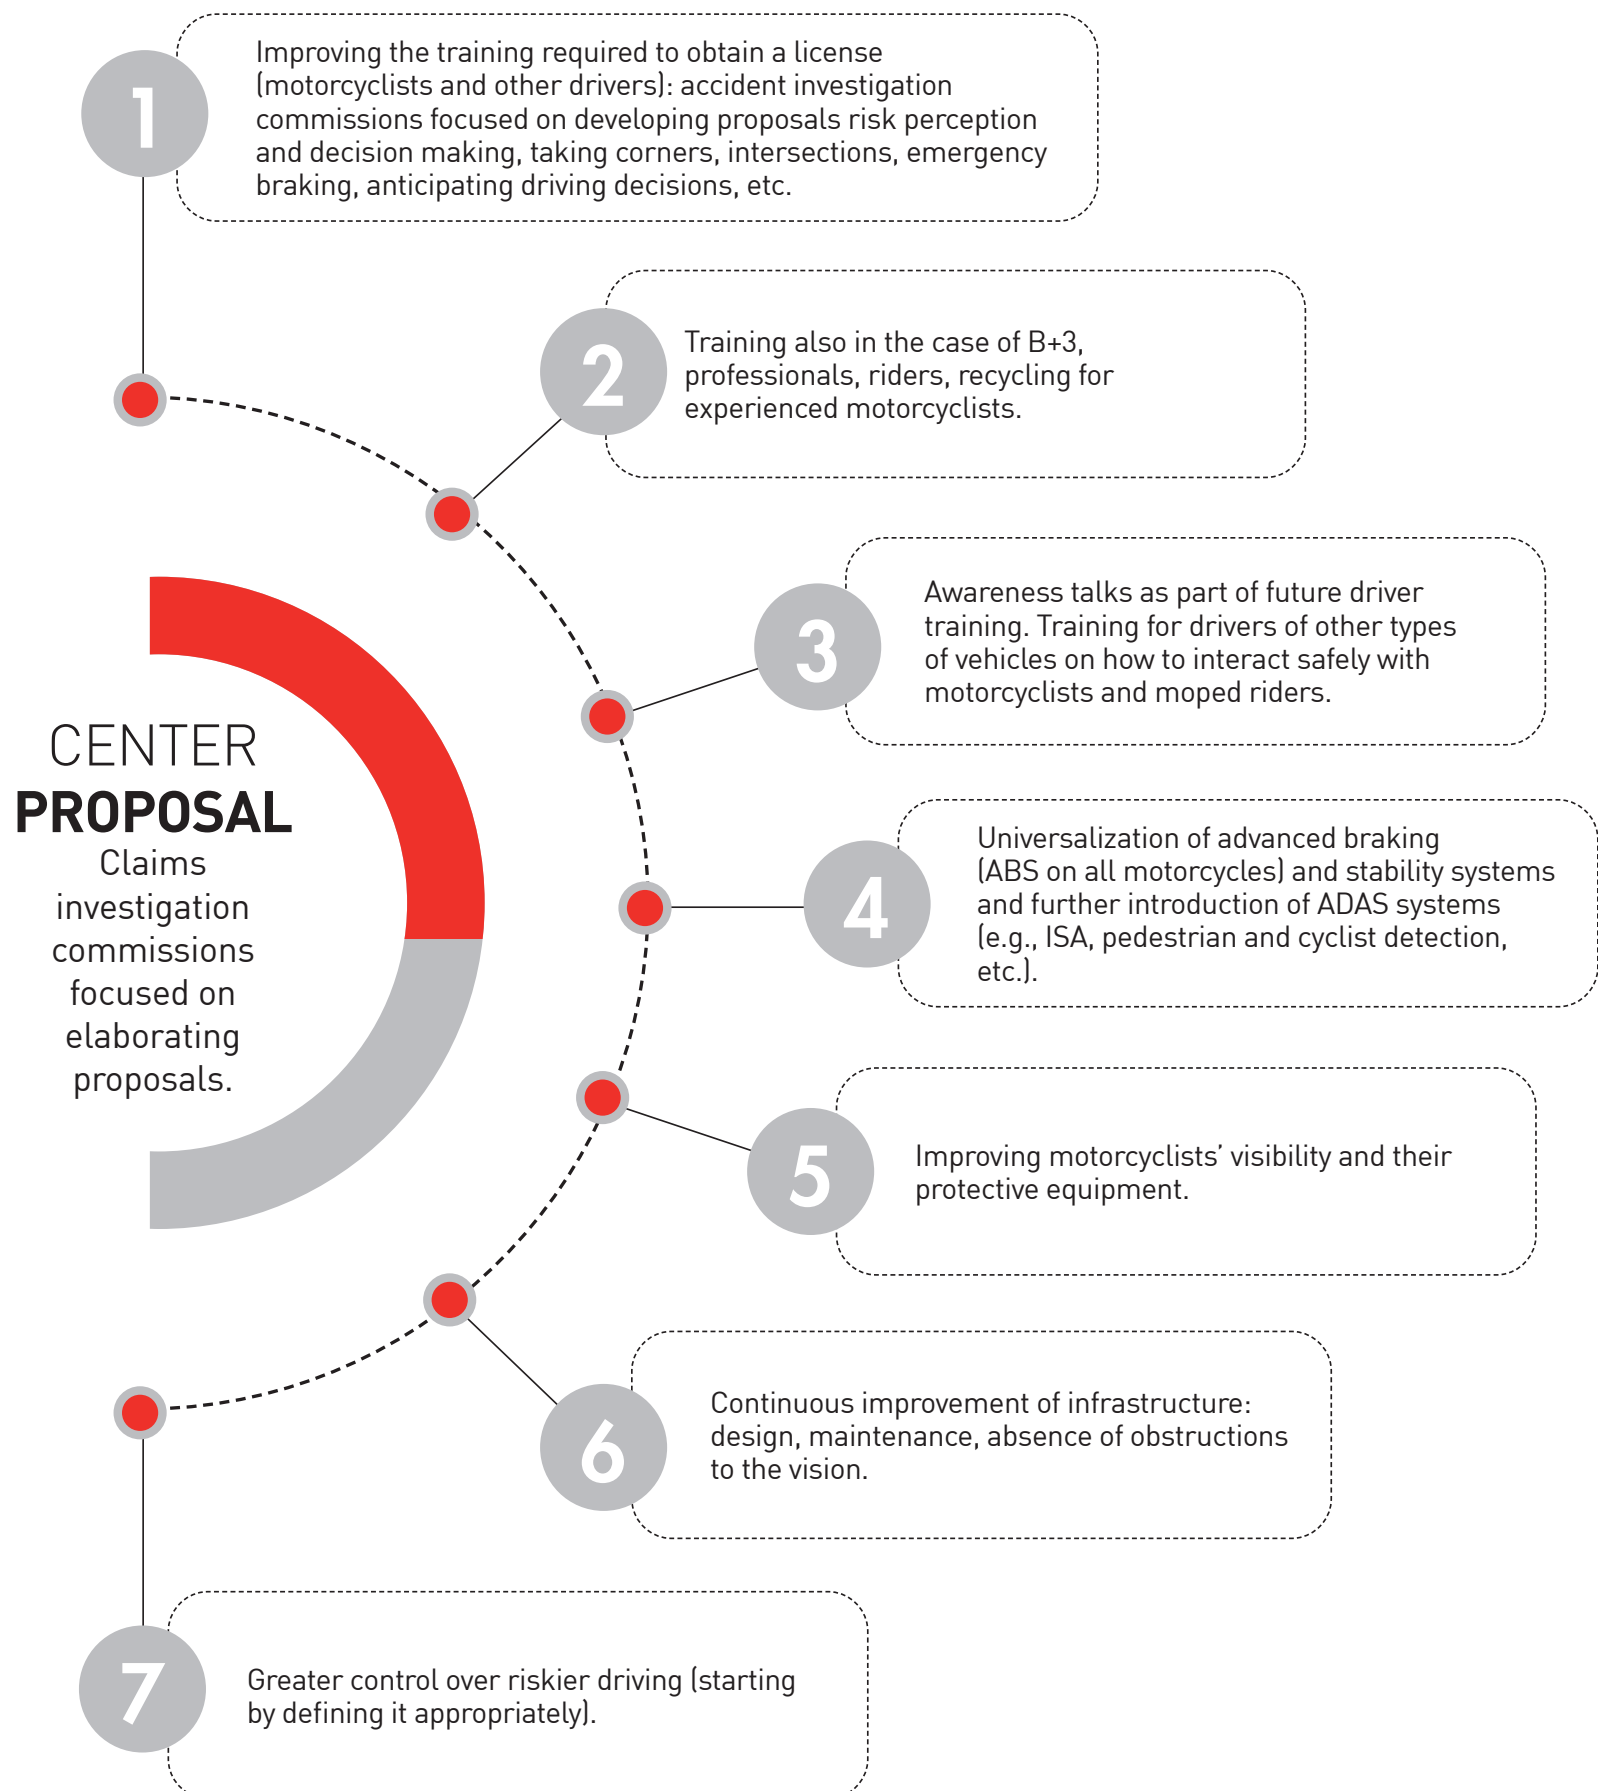 1
Improving the training required to obtain a license
(motorcyclists and other drivers): accident investigation
commissions focused on developing proposals risk perception
and decision making, taking corners, intersections, emergency
braking, anticipating driving decisions, etc.
2
Training also in the case of B+3,
professionals, riders, recycling for
experienced motorcyclists.
3
Awareness talks as part of future driver
training. Training for drivers of other types
of vehicles on how to interact safely with
motorcyclists and moped riders.
CENTER
PROPOSAL
Claims
investigation
commissions
focused on
elaborating
proposals.
4
Universalization of advanced braking
(ABS on all motorcycles) and stability systems
and further introduction of ADAS systems
(e.g., ISA, pedestrian and cyclist detection,
etc.).
5
Improving motorcyclists’ visibility and their
protective equipment.
6
Continuous improvement of infrastructure:
design, maintenance, absence of obstructions
to the vision.
7
Greater control over riskier driving (starting
by defining it appropriately).